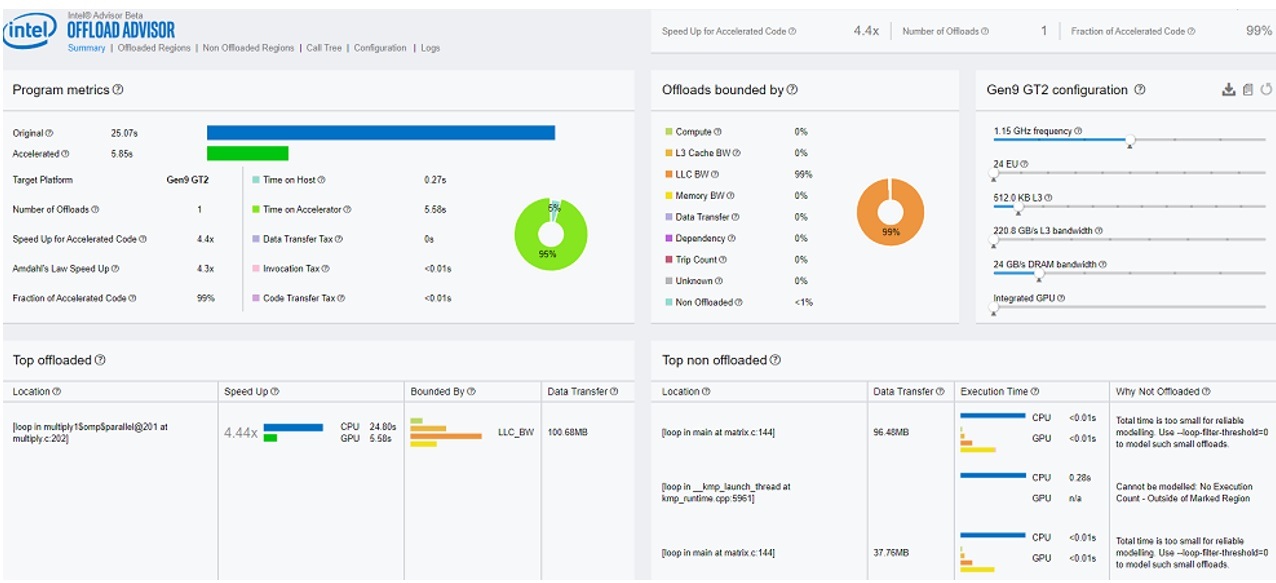 intel
Intel® Advisor Beta
OFFLOAD ADVISOR
Summary | Offloaded Regions | Non Offloaded Regions | Call Tree | Configuration | Logs
Speed Up for Accelerated Code 4.4x
Number of Offloads 1
Fraction of Accelerated Code 99%
Program metrics
Original 25.07s
Accelerated 5.85s
Target Platform Gen9 GT2
Number of Offloads 1
Speed Up for Accelerated Code 4.4x
Amdahl's Law Speed Up 4.3x
Fraction of Accelerated Code 99%
Time on Host 0.27s
Time on Accelerator 5.58s
Data Transfer Tax 0s
Invocation Tax <0.01s
Code Transfer Tax <0.01s
5%
95%
Offloads bounded by
Compute 0%
L3 Cache BW 0%
LLC BW 99%
Memory BW 0%
Data Transfer 0%
Dependency 0%
Trip Count 0%
Unknown 0%
Non Offloaded <1%
99%
Gen9 GT2 configuration
1.15 GHz frequency
24 EU
512.0 KB L3
220.8 GB/s L3 bandwidth
24 GB/s DRAM bandwidth
Integrated GPU
Top offloaded
Location Speed Up Bounded By Data Transfer
[loop in multiply1$omp$parallel@201 at
multiply.c:202]
4.44x
CPU 24.80s
GPU 5.58s
LLC_BW
100.68MB
Top non offloaded
Location Data Transfer Execution Time Why Not Offloaded
[loop in main at matrix.c:144]
96.48MB
CPU <0.01s
GPU <0.01s
Total time is too small for reliable
modelling. Use --loop-filter-threshold=0
to model such small offloads.
[loop in __kmp_launch_thread at
kmp_runtime.cpp:5961]
CPU 0.28s
GPU n/a
Cannot be modelled: No Execution
Count - Outside of Marked Region
[loop in main at matrix.c:144]
37.76MB
CPU <0.01s
GPU <0.01s
Total time is too small for reliable
modelling. Use --loop-filter-threshold=0
to model such small offloads.